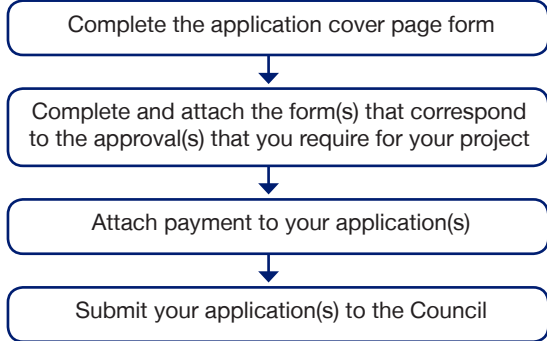 Complete the application cover page form
Complete and attach the form(s) that correspond
to the approval(s) that you require for your project
Attach payment to your application(s)
Submit your application(s) to the Council